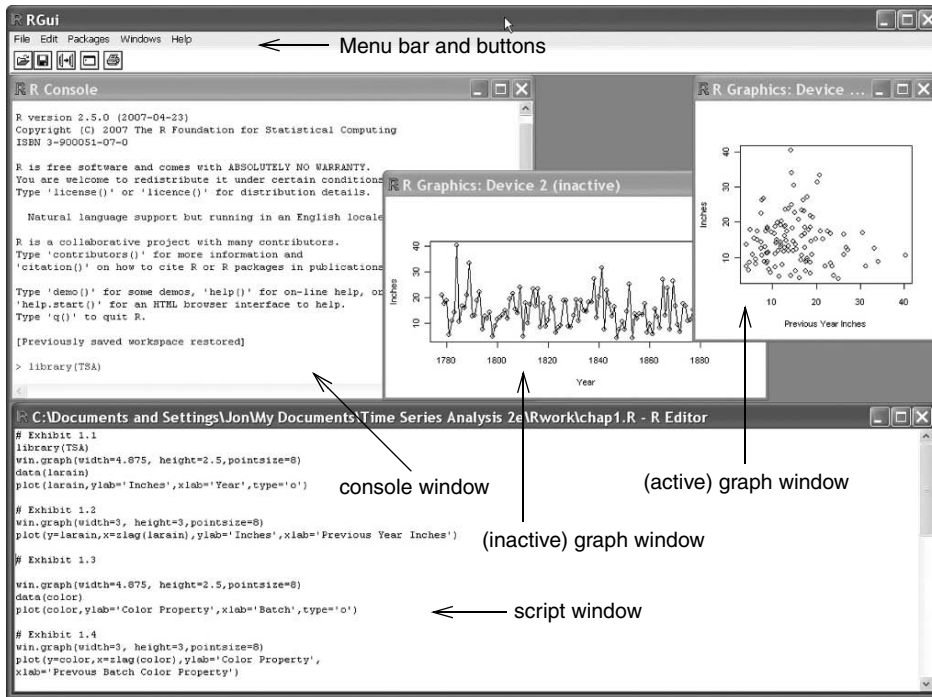 RGui
File Edit Packages Windows Help
Menu bar and buttons
R Console
R version 2.5.0 (2007-04-23)
Copyright (C) 2007 The R Foundation for Statistical Computing
ISBN 3-900051-07-0
R is free software and comes with ABSOLUTELY NO WARRANTY.
You are welcome to redistribute it under certain conditions
Type 'license()' or 'licence()' for distribution details.
Natural language support but running in an English locale
R is a collaborative project with many contributors.
Type 'contributors()' for more information and
'citation()' on how to cite R or R packages in publications
Type 'demo()' for some demos, 'help()' for on-line help, or
'help.start()' for an HTML browser interface to help.
Type 'q()' to quit R.
[Previously saved workspace restored]
> library(TSA)
R Graphics: Device 2 (inactive)
Inches
40
30
20
10
1780 1800 1820 1840 1860 1880
Year
R Graphics: Device ...
Inches
40
30
20
10
10 20 30 40
Previous Year Inches
console window
(inactive) graph window
(active) graph window
C:\Documents and Settings\Jon\My Documents\Time Series Analysis 2e\Rwork\chap1.R - R Editor
# Exhibit 1.1
library(TSA)
win.graph(width=4.875, height=2.5,pointsize=8)
data(larain)
plot(larain,ylab='Inches',xlab='Year',type='o')
# Exhibit 1.2
win.graph(width=3, height=3,pointsize=8)
plot(y=larain,x=zlag(larain),ylab='Inches',xlab='Previous Year Inches')
# Exhibit 1.3
win.graph(width=4.875, height=2.5,pointsize=8)
data(color)
plot(color,ylab='Color Property',xlab='Batch',type='o')
# Exhibit 1.4
win.graph(width=3, height=3,pointsize=8)
plot(y=color,x=zlag(color),ylab='Color Property',
xlab='Prevous Batch Color Property')
script window